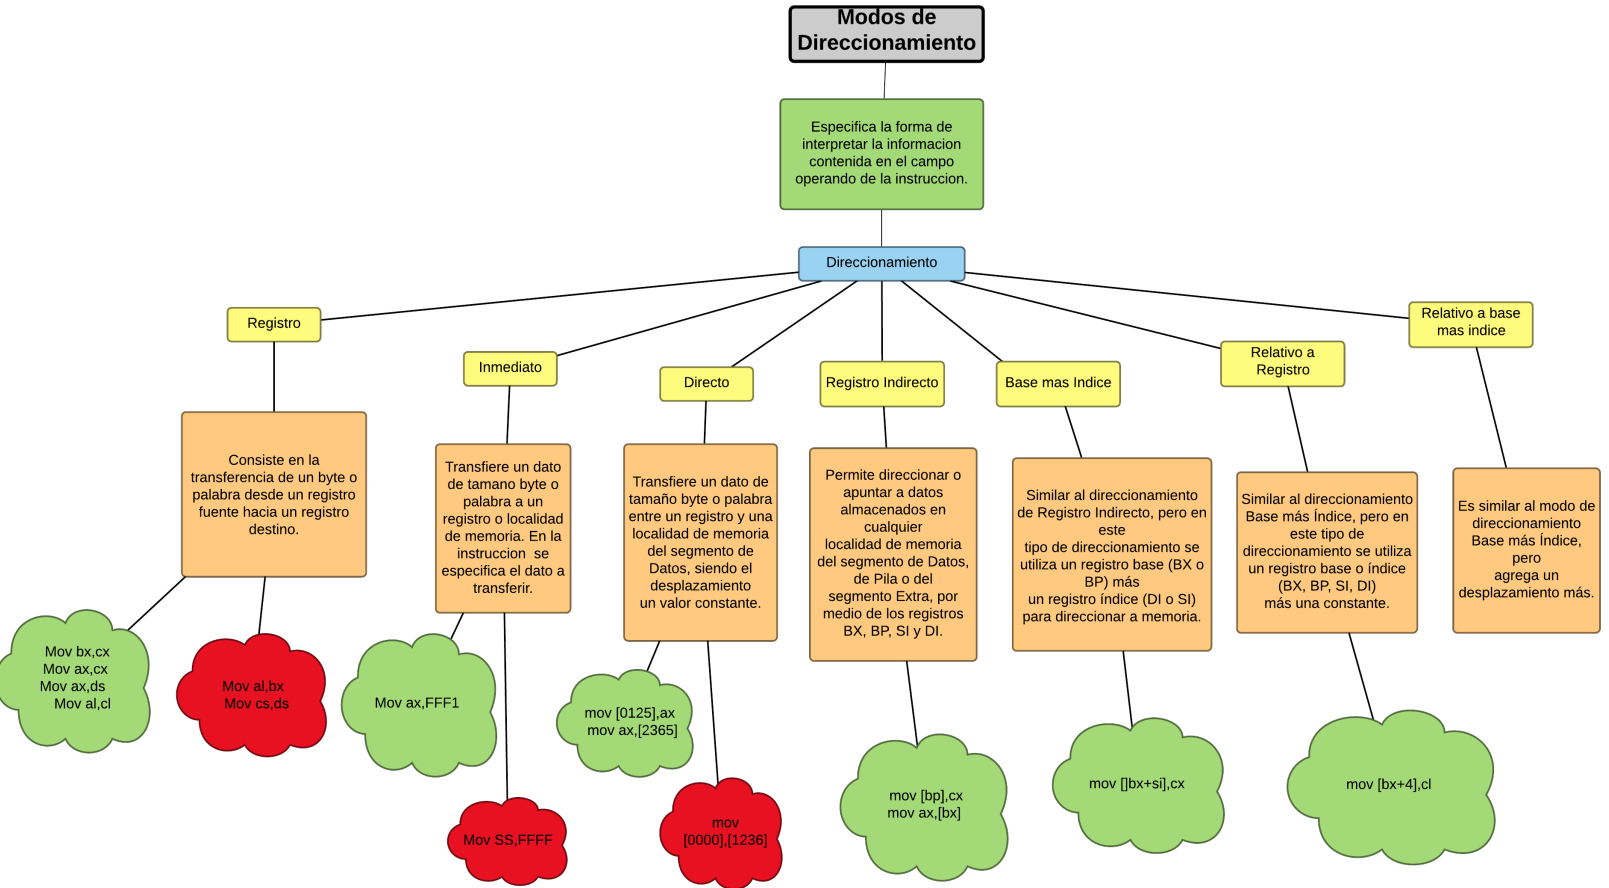 Modos de
Direccionamiento
Especifica la forma de
interpretar la informacion
contenida en el campo
operando de la instruccion.
Direccionamiento
Registro
Consiste en la
transferencia de un byte o
palabra desde un registro
fuente hacia un registro
destino.
Mov bx,cx
Mov ax,cx
Mov ax,ds
Mov al,cl
Mov al,bx
Mov cs,ds
Inmediato
Transfiere un dato
de tamano byte o
palabra a un
registro o localidad
de memoria. En la
instruccion se
especifica el dato a
transferir.
Mov ax,FFF1
Mov SS,FFFF
Directo
Transfiere un dato de
tamaño byte o palabra
entre un registro y una
localidad de memoria
del segmento de
Datos, siendo el
desplazamiento
un valor constante.
mov [0125],ax
mov ax,[2365]
mov
[0000],[1236]
Registro Indirecto
Permite direccionar o
apuntar a datos
almacenados en
cualquier
localidad de memoria
del segmento de Datos,
de Pila o del
segmento Extra, por
medio de los registros
BX, BP, SI y DI.
mov [bp],cx
mov ax,[bx]
Base mas Indice
Similar al direccionamiento
de Registro Indirecto, pero en
este
tipo de direccionamiento se
utiliza un registro base (BX o
BP) más
un registro índice (DI o SI)
para direccionar a memoria.
mov []bx+si],cx
Relativo a
Registro
Similar al direccionamiento
Base más Índice, pero en
este tipo de
direccionamiento se utiliza
un registro base o índice
(BX, BP, SI, DI)
más una constante.
mov [bx+4],cl
Relativo a base
mas indice
Es similar al modo de
direccionamiento
Base más Índice,
pero
agrega un
desplazamiento más.